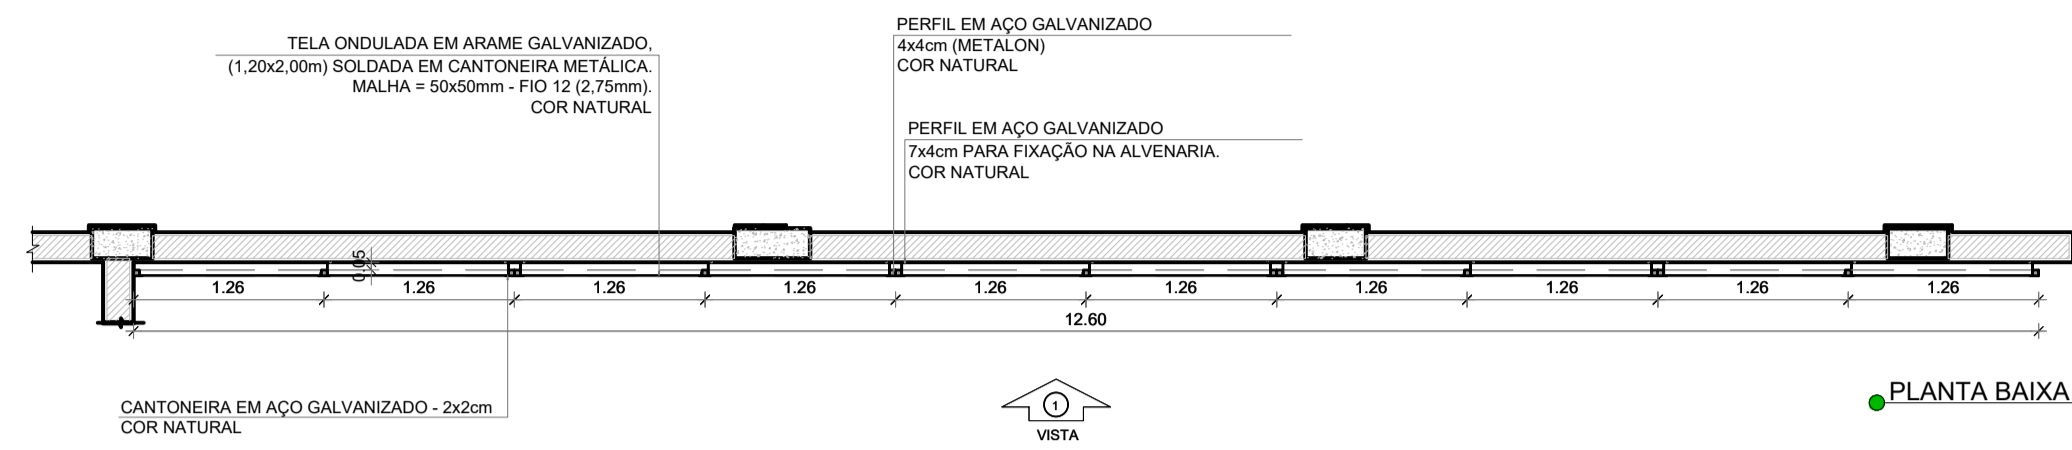 TELA ONDULADA EM ARAME GALVANIZADO,
(1,20x2,00m) SOLDADA EM CANTONEIRA METÁLICA.
MALHA = 50x50mm - FIO 12 (2,75mm).
COR NATURAL
PERFIL EM AÇO GALVANIZADO
4x4cm (METALON)
COR NATURAL
PERFIL EM AÇO GALVANIZADO
7x4cm PARA FIXAÇÃO NA ALVENARIA.
COR NATURAL
0.05
1.26 1.26 1.26 1.26 1.26 1.26 1.26 1.26 1.26 1.26
12.60
CANTONEIRA EM AÇO GALVANIZADO - 2x2cm
COR NATURAL
1
VISTA
PLANTA BAIXA